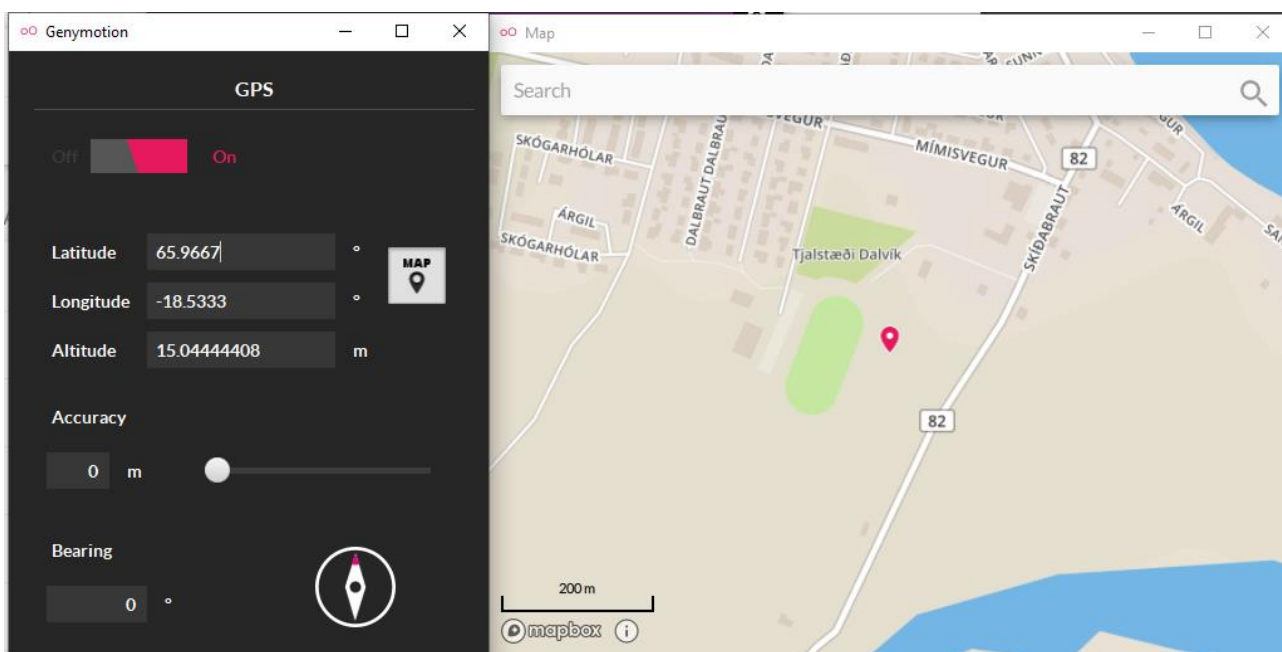 Genymotion
GPS
Off
On
Latitude
65.9667
°
Longitude
-18.5333
°
Altitude
15.04444408
m
MAP
Accuracy
0
m
Bearing
0
°
Map
Search
SKÓGARHÓLAR
ÁRGIL
SKÓGARHÓLAR
DALBRAUT DALBRAU
MÍMISVEGUR
82
SKÍÐABRAUT
ÁRGIL
Tjalstæði Dalvík
82
200 m
mapbox
i